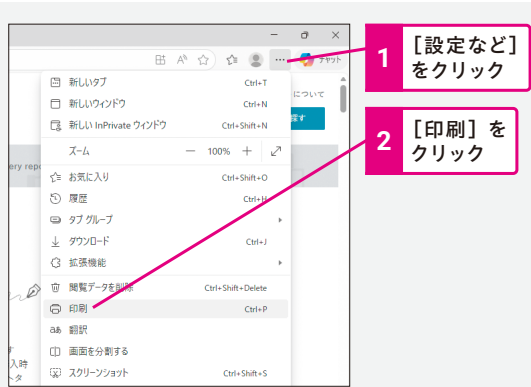 チャット
1 ［設定など］
をクリック
新しいタブ Ctrl+T
新しいウィンドウ Ctrl+N
新しい InPrivate ウィンドウ Ctrl+Shift+N
ズーム － 100% ＋
お気に入り Ctrl+Shift+O
履歴 Ctrl+H
タブ グループ
ダウンロード Ctrl+J
拡張機能
閲覧データを削除 Ctrl+Shift+Delete
印刷 Ctrl+P
翻訳
画面を分割する
スクリーンショット Ctrl+Shift+S
について
2 ［印刷］を
クリック
ery repo
入時